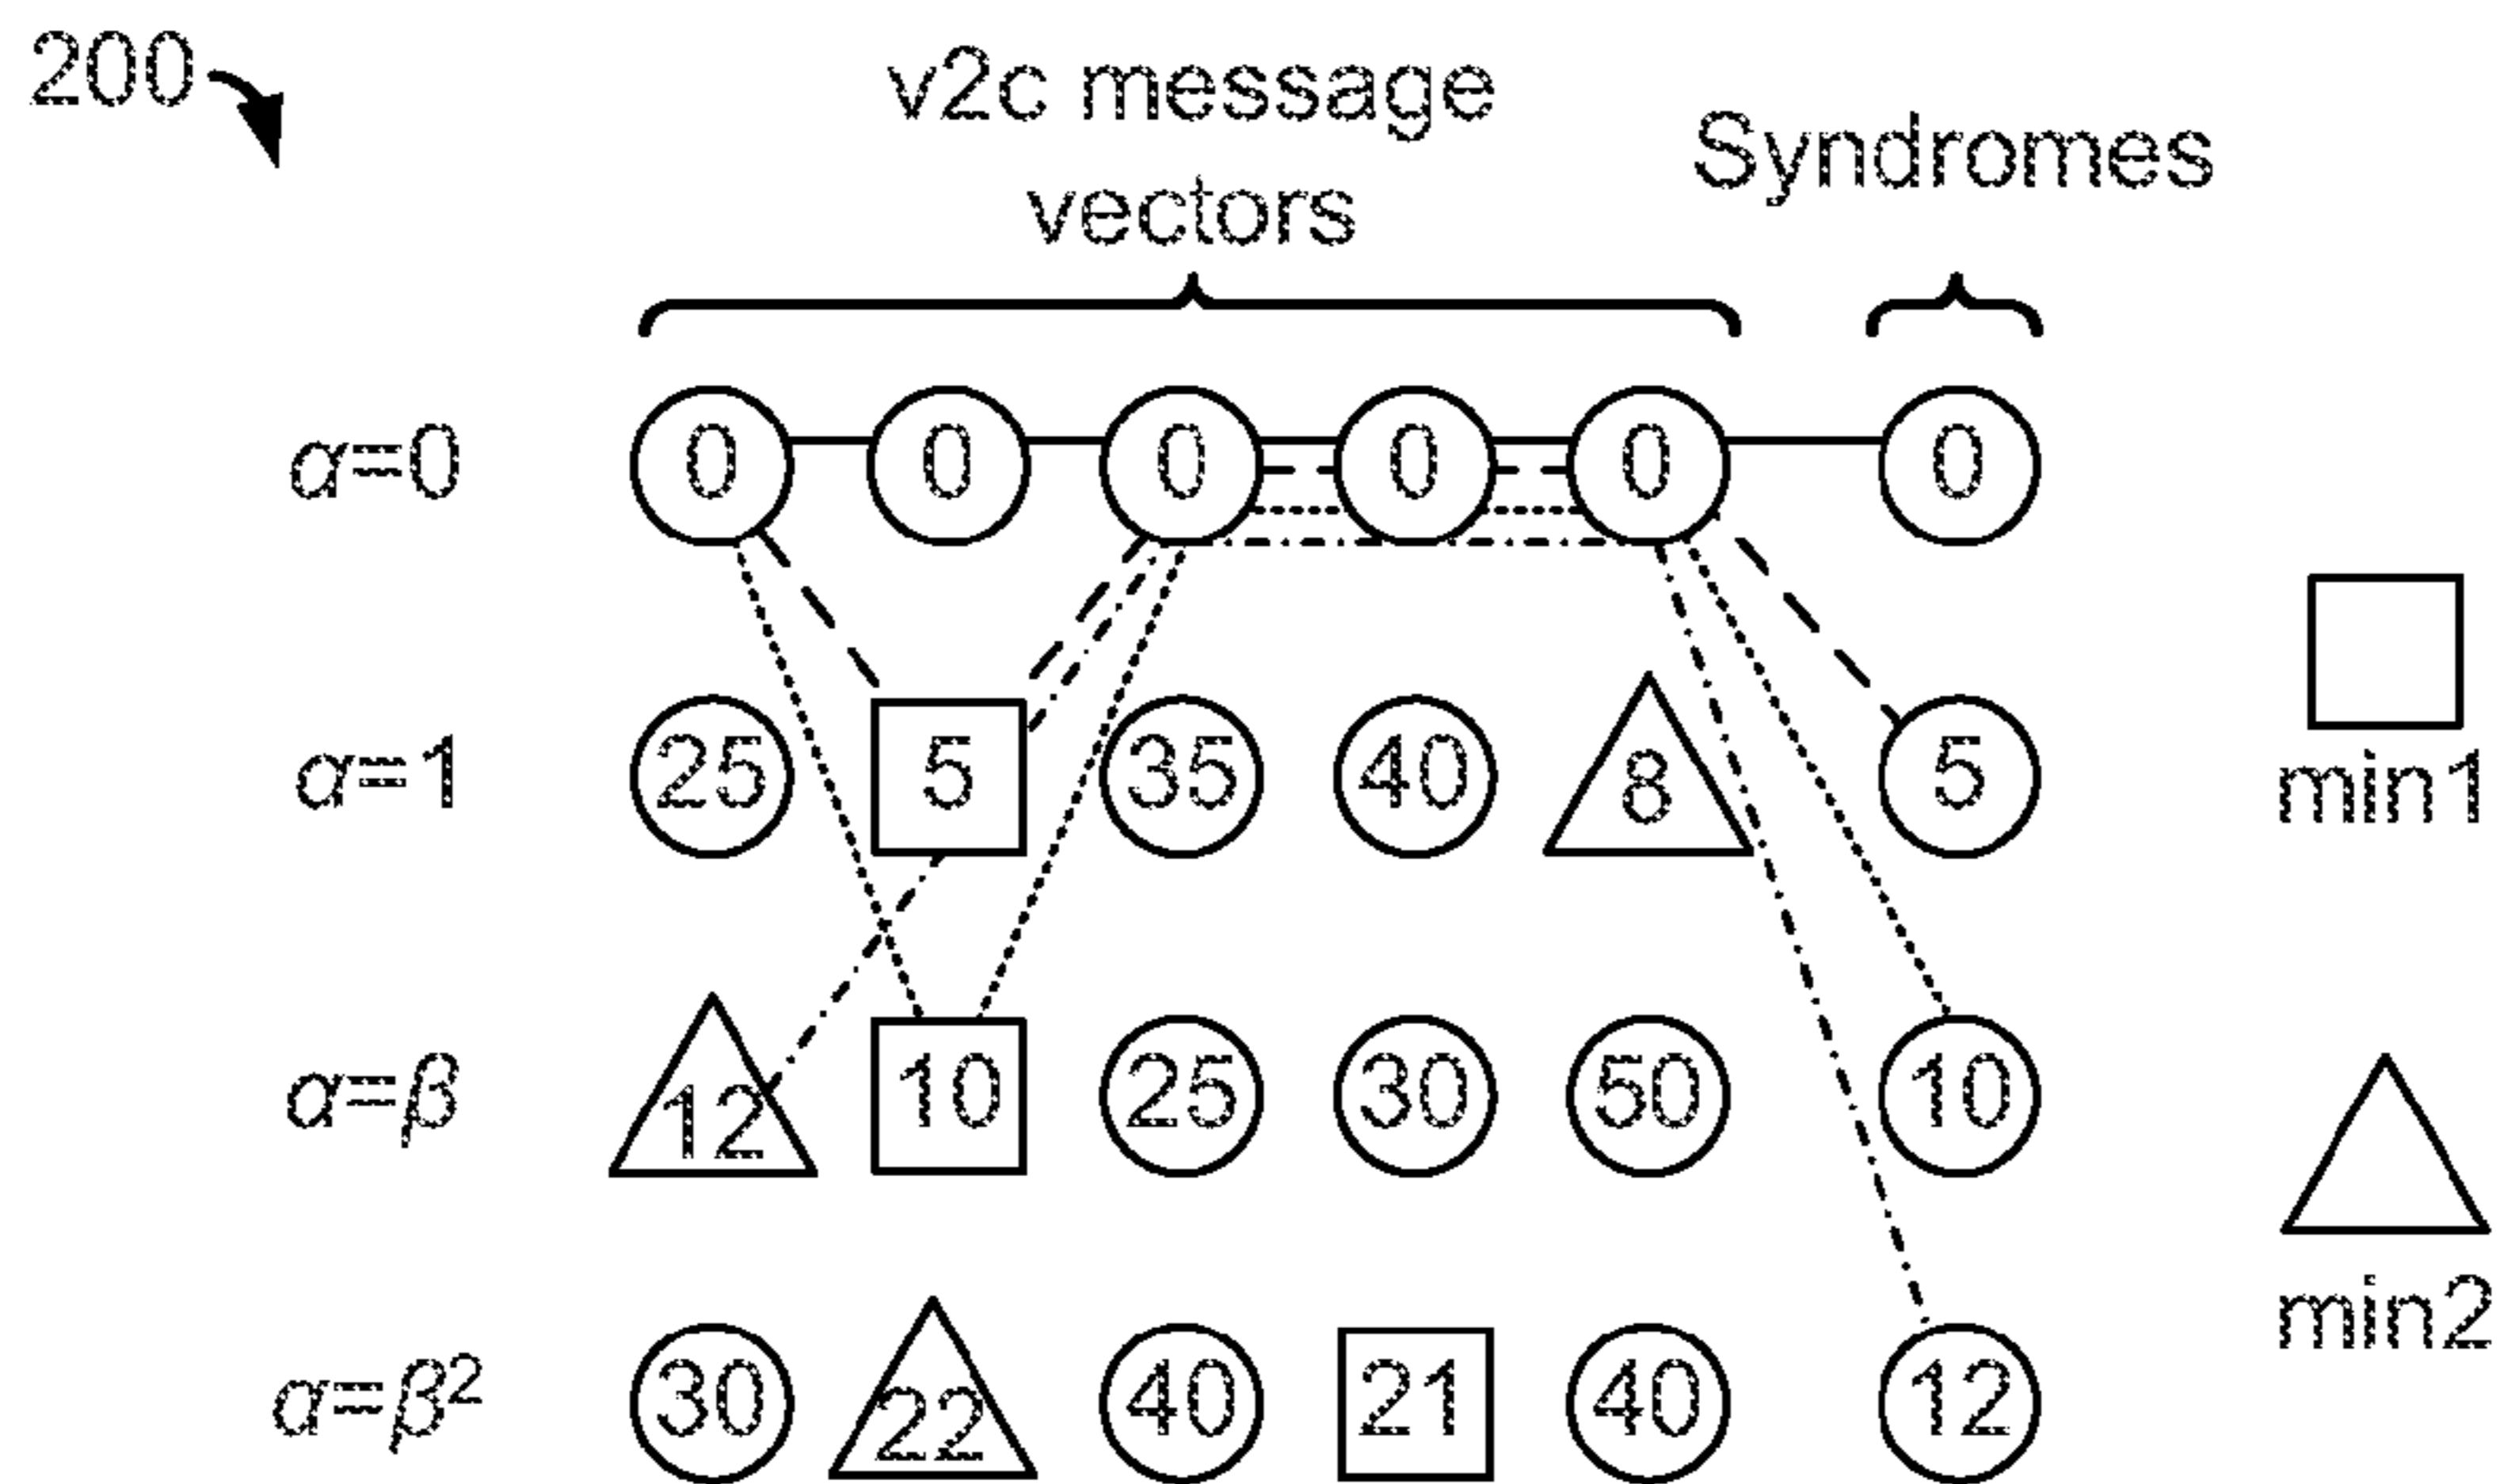 200
v2c message
vectors
Syndromes
α=0 0 0 0 0 0 0
α=1 25 5 35 40 8 5
min1
α=β 12 10 25 30 50 10
α=β² 30 22 40 21 40 12
min2